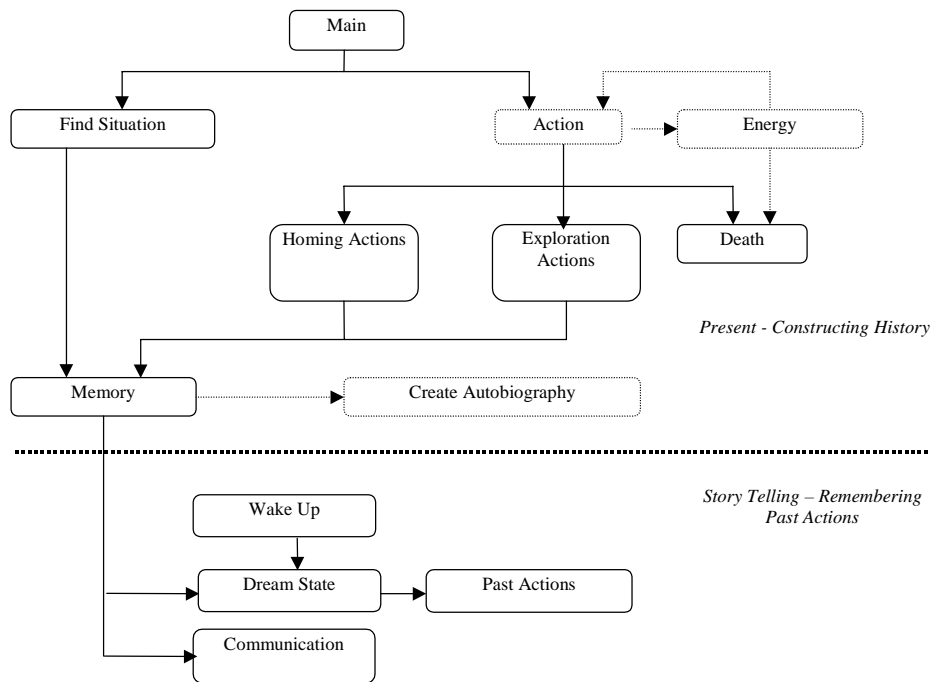 Main
Find Situation
Action
Energy
Homing Actions
Exploration
Actions
Death
Present - Constructing History
Memory
Create Autobiography
Story Telling – Remembering
Past Actions
Wake Up
Dream State
Past Actions
Communication